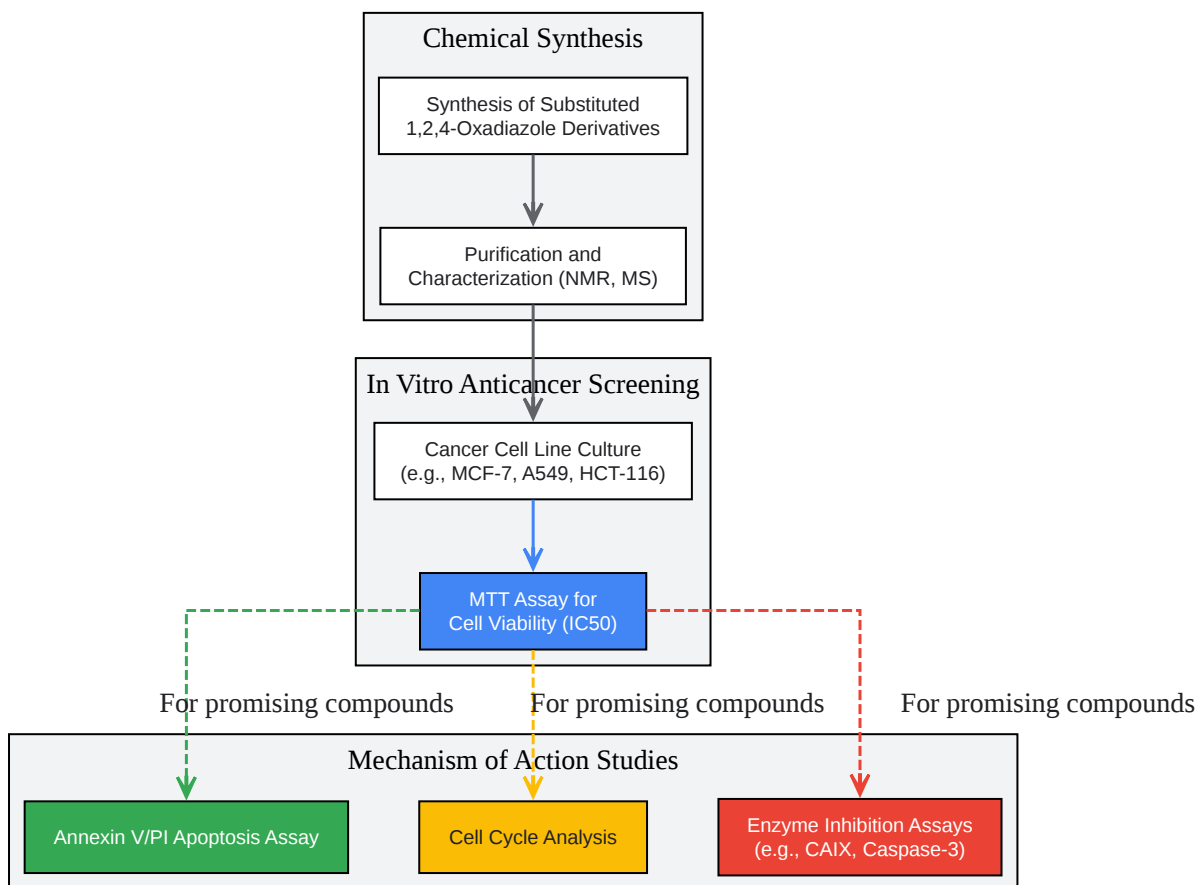 Chemical Synthesis
Synthesis of Substituted
1,2,4-Oxadiazole Derivatives
Purification and
Characterization (NMR, MS)
In Vitro Anticancer Screening
Cancer Cell Line Culture
(e.g., MCF-7, A549, HCT-116)
MTT Assay for
Cell Viability (IC50)
For promising compounds
For promising compounds
For promising compounds
Mechanism of Action Studies
Annexin V/PI Apoptosis Assay
Cell Cycle Analysis
Enzyme Inhibition Assays
(e.g., CAIX, Caspase-3)